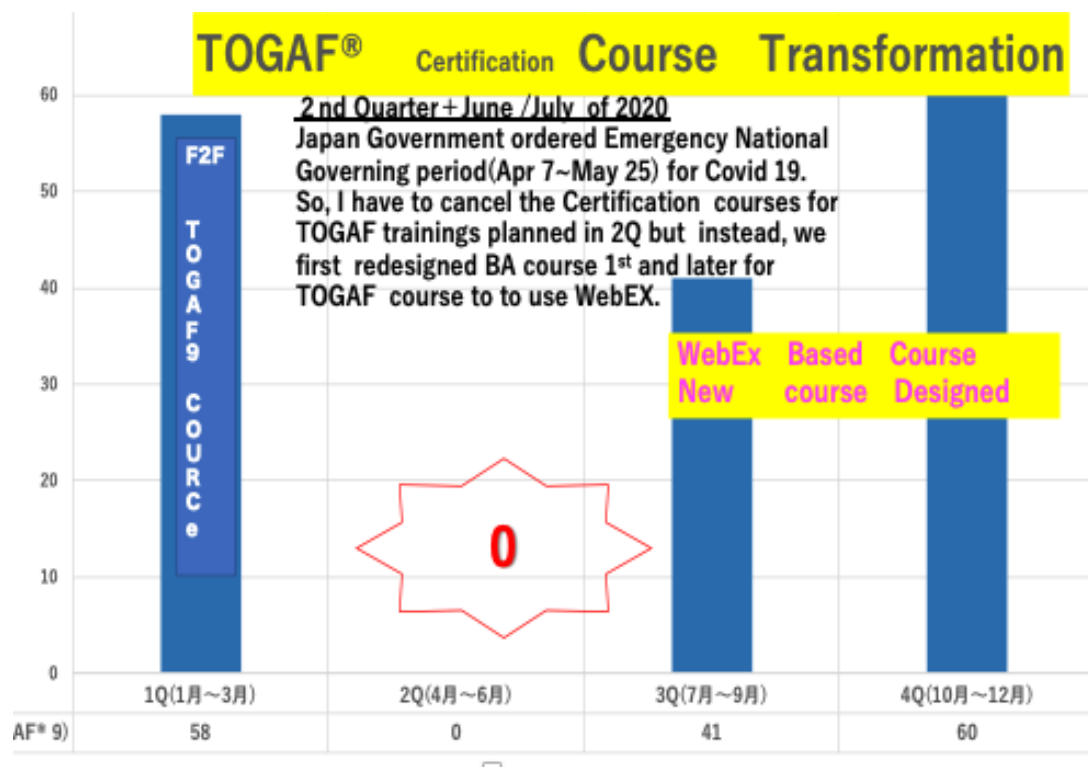 TOGAF® Certification Course Transformation
60
50
40
30
20
10
0
2 nd Quarter+June /July of 2020
Japan Government ordered Emergency National
Governing period(Apr 7~May 25) for Covid 19.
So, I have to cancel the Certification courses for
TOGAF trainings planned in 2Q but instead, we
first redesigned BA course 1st and later for
TOGAF course to to use WebEX.
F2F
TOGAF9
COURCe
0
WebEx Based Course
New course Designed
1Q(1月～3月) 2Q(4月～6月) 3Q(7月～9月) 4Q(10月～12月)
AF® 9) 58 0 41 60